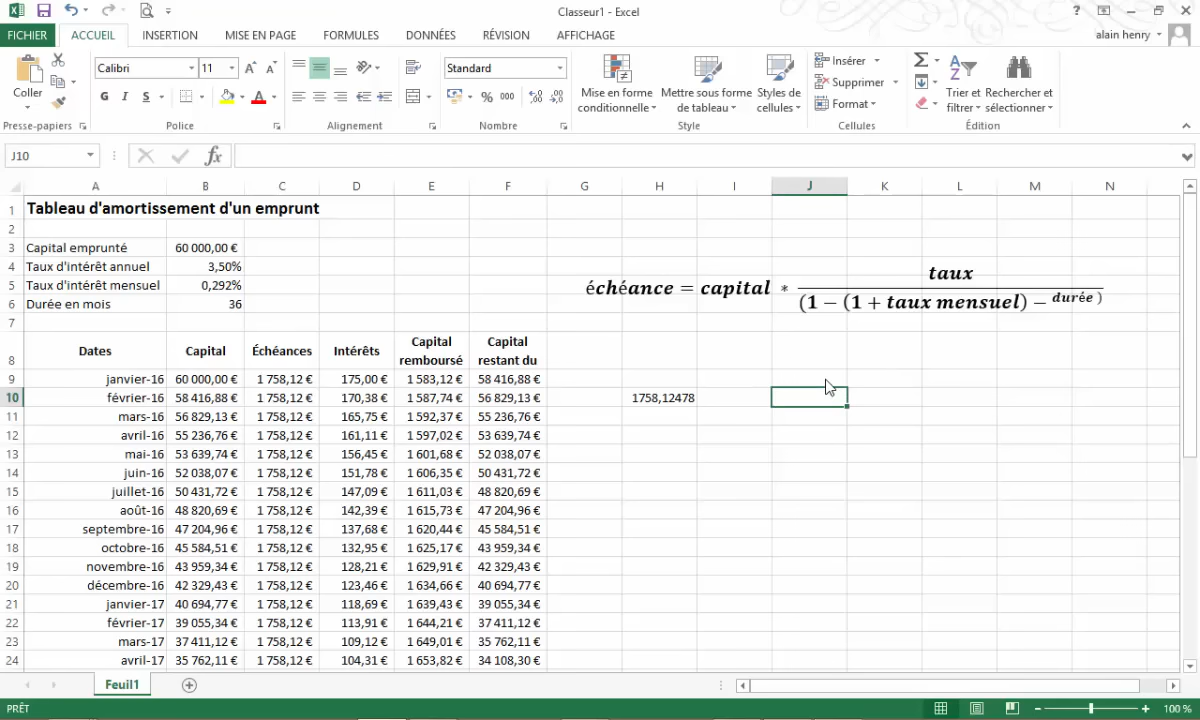 Classeur1 - Excel
?
FICHIER ACCUEIL INSERTION MISE EN PAGE FORMULES DONNÉES RÉVISION AFFICHAGE alain henry
Coller
Calibri 11
G I S
Standard
% 000
Mise en forme conditionnelle
Mettre sous forme de tableau
Styles de cellules
Insérer
Supprimer
Format
Trier et filtrer
Rechercher et sélectionner
Presse-papiers Police Alignement Nombre Style Cellules Édition
J10 fx
A B C D E F G H I J K L M N
1 Tableau d'amortissement d'un emprunt
2
3 Capital emprunté 60 000,00 €
4 Taux d'intérêt annuel 3,50%
5 Taux d'intérêt mensuel 0,292%
6 Durée en mois 36
échéance = capital * taux
(1 − (1 + taux mensuel) − durée )
7
8 Dates Capital Échéances Intérêts Capital remboursé Capital restant du
9 janvier-16 60 000,00 € 1 758,12 € 175,00 € 1 583,12 € 58 416,88 €
10 février-16 58 416,88 € 1 758,12 € 170,38 € 1 587,74 € 56 829,13 € 1758,12478
11 mars-16 56 829,13 € 1 758,12 € 165,75 € 1 592,37 € 55 236,76 €
12 avril-16 55 236,76 € 1 758,12 € 161,11 € 1 597,02 € 53 639,74 €
13 mai-16 53 639,74 € 1 758,12 € 156,45 € 1 601,68 € 52 038,07 €
14 juin-16 52 038,07 € 1 758,12 € 151,78 € 1 606,35 € 50 431,72 €
15 juillet-16 50 431,72 € 1 758,12 € 147,09 € 1 611,03 € 48 820,69 €
16 août-16 48 820,69 € 1 758,12 € 142,39 € 1 615,73 € 47 204,96 €
17 septembre-16 47 204,96 € 1 758,12 € 137,68 € 1 620,44 € 45 584,51 €
18 octobre-16 45 584,51 € 1 758,12 € 132,95 € 1 625,17 € 43 959,34 €
19 novembre-16 43 959,34 € 1 758,12 € 128,21 € 1 629,91 € 42 329,43 €
20 décembre-16 42 329,43 € 1 758,12 € 123,46 € 1 634,66 € 40 694,77 €
21 janvier-17 40 694,77 € 1 758,12 € 118,69 € 1 639,43 € 39 055,34 €
22 février-17 39 055,34 € 1 758,12 € 113,91 € 1 644,21 € 37 411,12 €
23 mars-17 37 411,12 € 1 758,12 € 109,12 € 1 649,01 € 35 762,11 €
24 avril-17 35 762,11 € 1 758,12 € 104,31 € 1 653,82 € 34 108,30 €
Feuil1
PRÊT 100 %